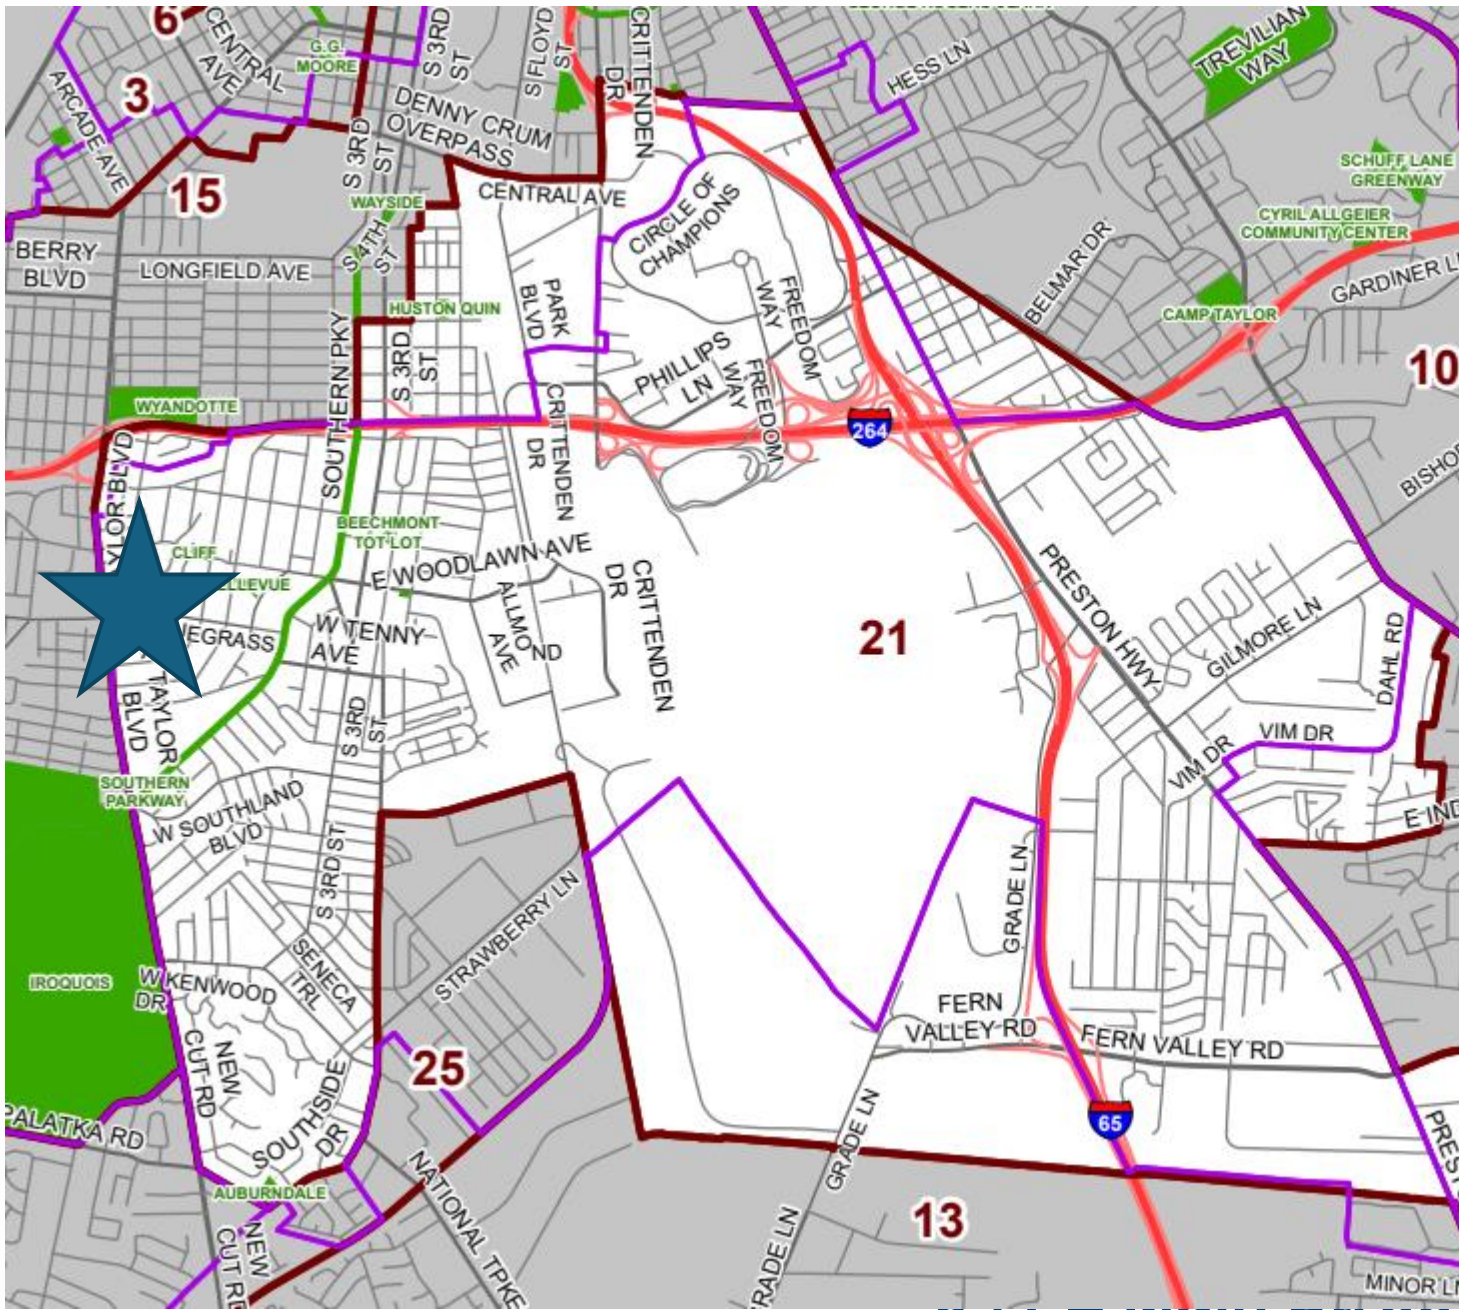 6
CENTRAL
AVE
G.G.
MOORE
S 3RD
ST
S FLOYD
ST
CRITTENDEN
DR
HESS LN
TREVILIAN
WAY
ARCADE AVE
3
DENNY CRUM
OVERPASS
S 3RD
ST
SCHUFF LANE
GREENWAY
15
WAYSIDE
CENTRAL AVE
CIRCLE OF
CHAMPIONS
CYRIL ALLGEIER
COMMUNITY CENTER
BERRY
BLVD
LONGFIELD AVE
S 4TH
ST
BELMAR DR
GARDINER L
HUSTON QUIN
PARK
BLVD
FREEDOM
WAY
CAMP TAYLOR
SOUTHERN PKY
S 3RD
ST
PHILLIPS
LN
FREEDOM
WAY
10
WYANDOTTE
CRITTENDEN
DR
264
YLOR BLVD
BISHOP
BEECHMONT
TOT LOT
CLIFF
ELLEVUE
E WOODLAWN AVE
ALLMOND
AVE
CRITTENDEN
DR
PRESTON HWY
GILMORE LN
DAHL RD
EGRASS
W TENNY
AVE
21
TAYLOR
BLVD
S 3RD
ST
VIM DR
VIM DR
SOUTHERN
PARKWAY
W SOUTHLAND
BLVD
E IND
S 3RD ST
STRAWBERRY LN
GRADE LN
IROQUOIS
W KENWOOD
DR
SENECA
TRL
FERN
VALLEY RD
FERN VALLEY RD
NEW
CUT RD
25
SOUTHSIDE
DR
65
PALATKA RD
GRADE LN
PREST
AUBURNDALE
NATIONAL TPKE
13
NEW
CUT RD
GRADE LN
MINOR LN